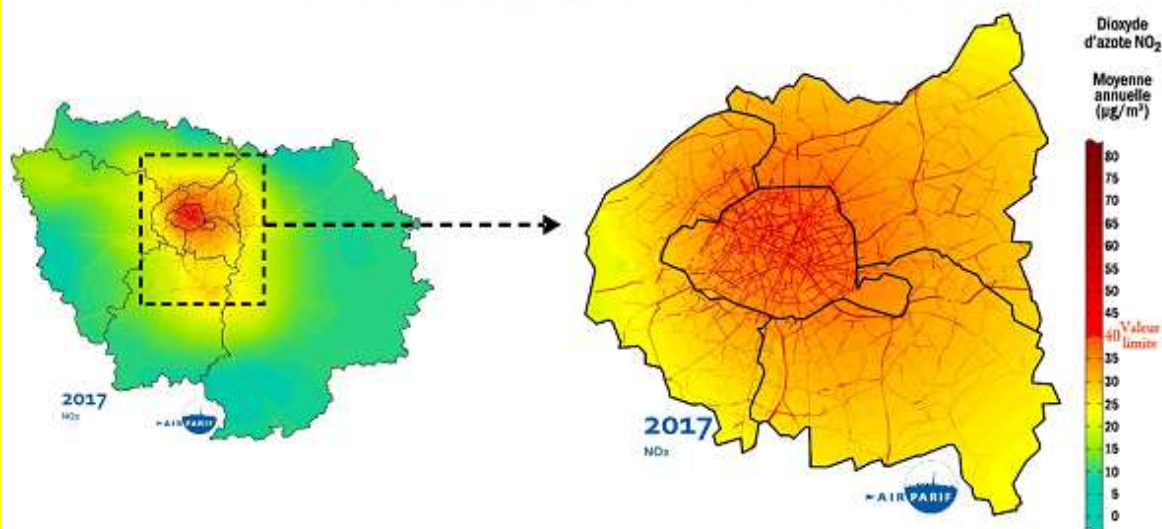 Dioxyde
d'azote NO₂
Moyenne
annuelle
(µg/m³)
80
75
70
65
60
55
50
45
40 Valeur
limite
35
30
25
20
15
10
5
0
2017
NO₂
AIRPARIF
2017
NO₂
AIRPARIF